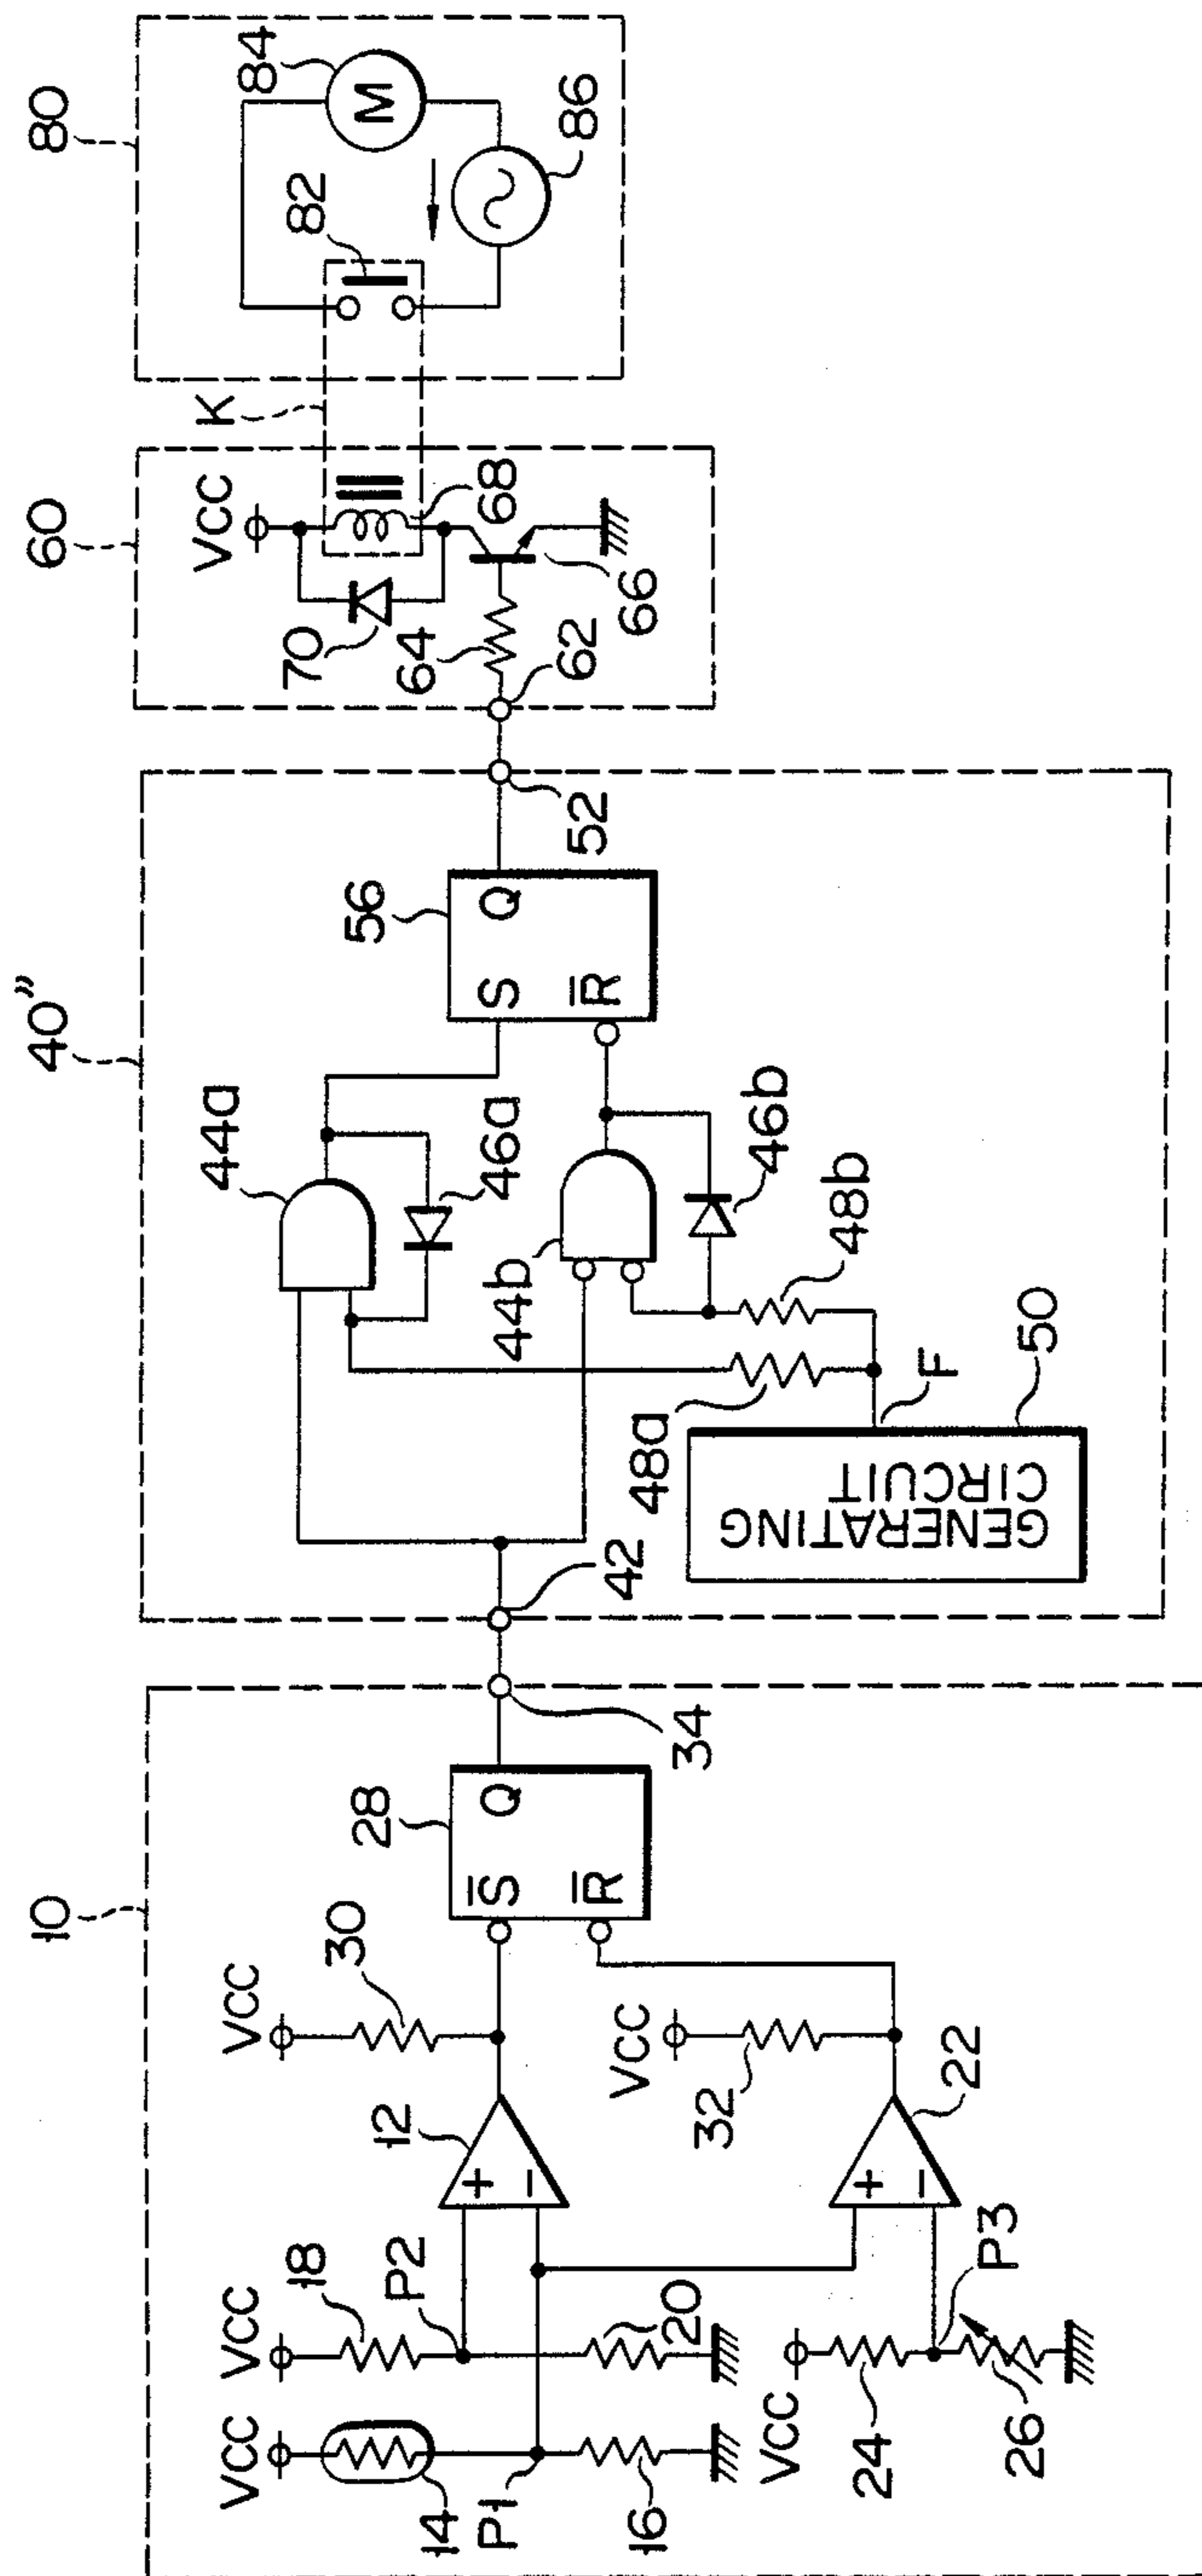 10
VCC
14
P1
16
VCC
18
P2
20
+
−
12
VCC
30
VCC
24
P3
26
+
−
22
VCC
32
28
S̅
Q
R̅
34
40"
42
44a
46a
44b
46b
48a
48b
F
50
GENERATING
CIRCUIT
56
S
Q
R̅
52
60
VCC
70
64
62
66
68
K
80
82
84
M
86